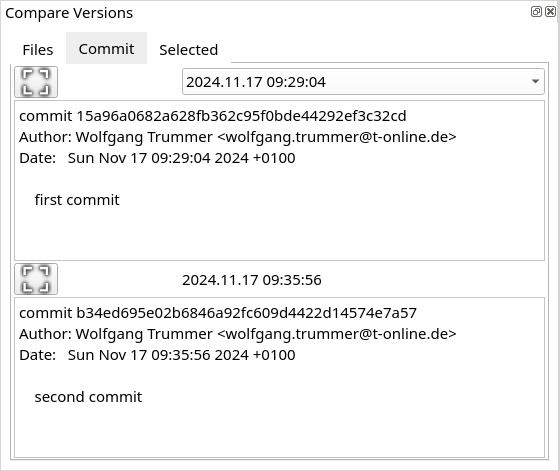 Compare Versions
Files Commit Selected
2024.11.17 09:29:04
commit 15a96a0682a628fb362c95f0bde44292ef3c32cd
Author: Wolfgang Trummer <wolfgang.trummer@t-online.de>
Date:   Sun Nov 17 09:29:04 2024 +0100
first commit
2024.11.17 09:35:56
commit b34ed695e02b6846a92fc609d4422d14574e7a57
Author: Wolfgang Trummer <wolfgang.trummer@t-online.de>
Date:   Sun Nov 17 09:35:56 2024 +0100
second commit